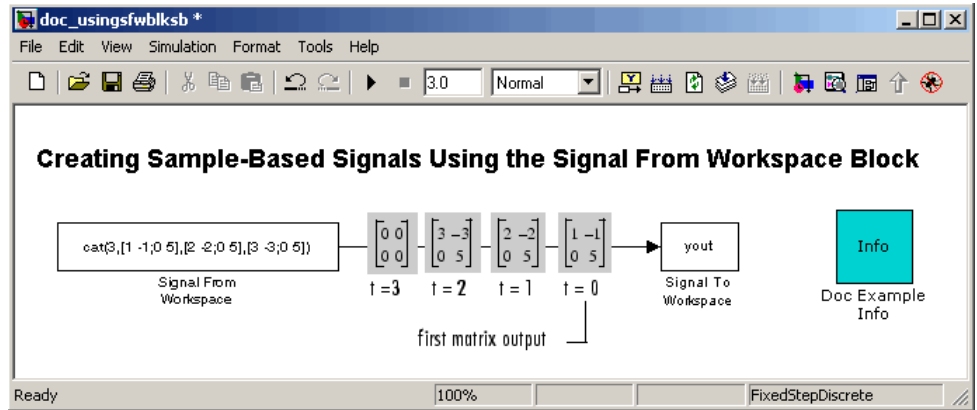 doc_usingsfwblksb *
File Edit View Simulation Format Tools Help
3.0 Normal
Creating Sample-Based Signals Using the Signal From Workspace Block
cat(3,[1 -1;0 5],[2 -2;0 5],[3 -3;0 5])
0 0 3 -3 2 -2 1 -1
0 0 0 5 0 5 0 5
yout
Info
Signal From
Workspace
t =3 t = 2 t = 1 t = 0
Signal To
Workspace
Doc Example
Info
first matrix output
Ready 100% FixedStepDiscrete